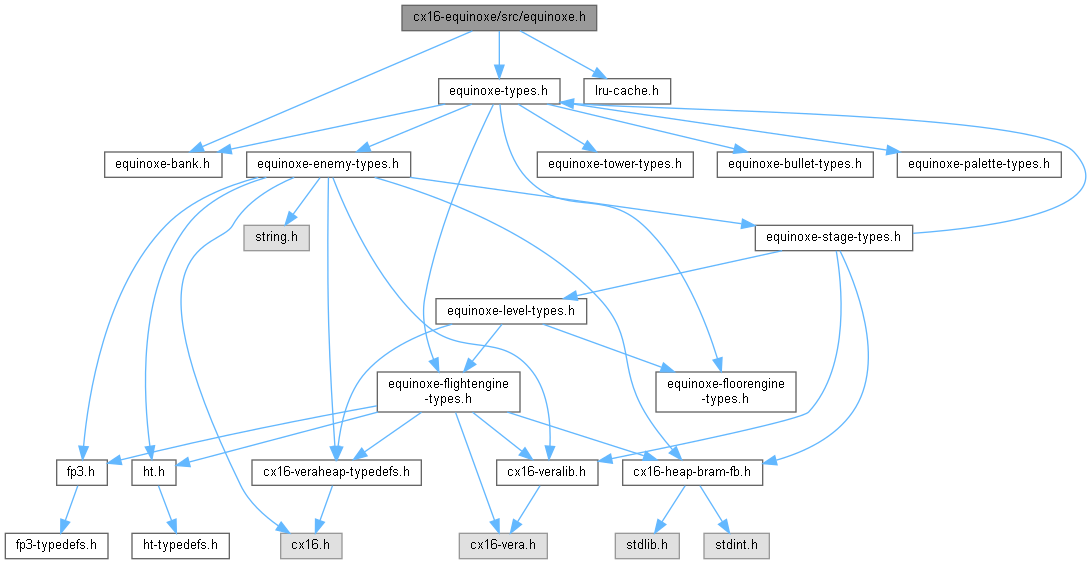 cx16-equinoxe/src/equinoxe.h
equinoxe-types.h
lru-cache.h
equinoxe-bank.h
equinoxe-enemy-types.h
equinoxe-tower-types.h
equinoxe-bullet-types.h
equinoxe-palette-types.h
string.h
equinoxe-stage-types.h
equinoxe-level-types.h
equinoxe-flightengine
-types.h
equinoxe-floorengine
-types.h
fp3.h
ht.h
cx16-veraheap-typedefs.h
cx16-veralib.h
cx16-heap-bram-fb.h
fp3-typedefs.h
ht-typedefs.h
cx16.h
cx16-vera.h
stdlib.h
stdint.h